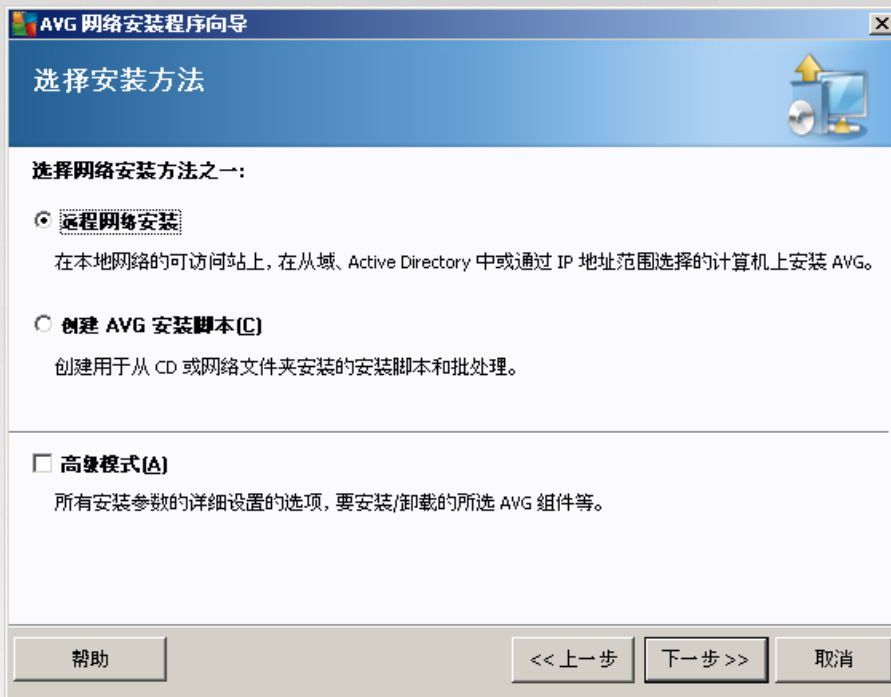 AVG 网络安装程序向导
选择安装方法
选择网络安装方法之一:
远程网络安装
在本地网络的可访问站上, 在从域、Active Directory 中或通过 IP 地址范围选择的计算机上安装 AVG。
创建 AVG 安装脚本(C)
创建用于从 CD 或网络文件夹安装的安装脚本和批处理。
高级模式(A)
所有安装参数的详细设置的选项, 要安装/卸载的所选 AVG 组件等。
帮助 << 上一步 下一步 >> 取消